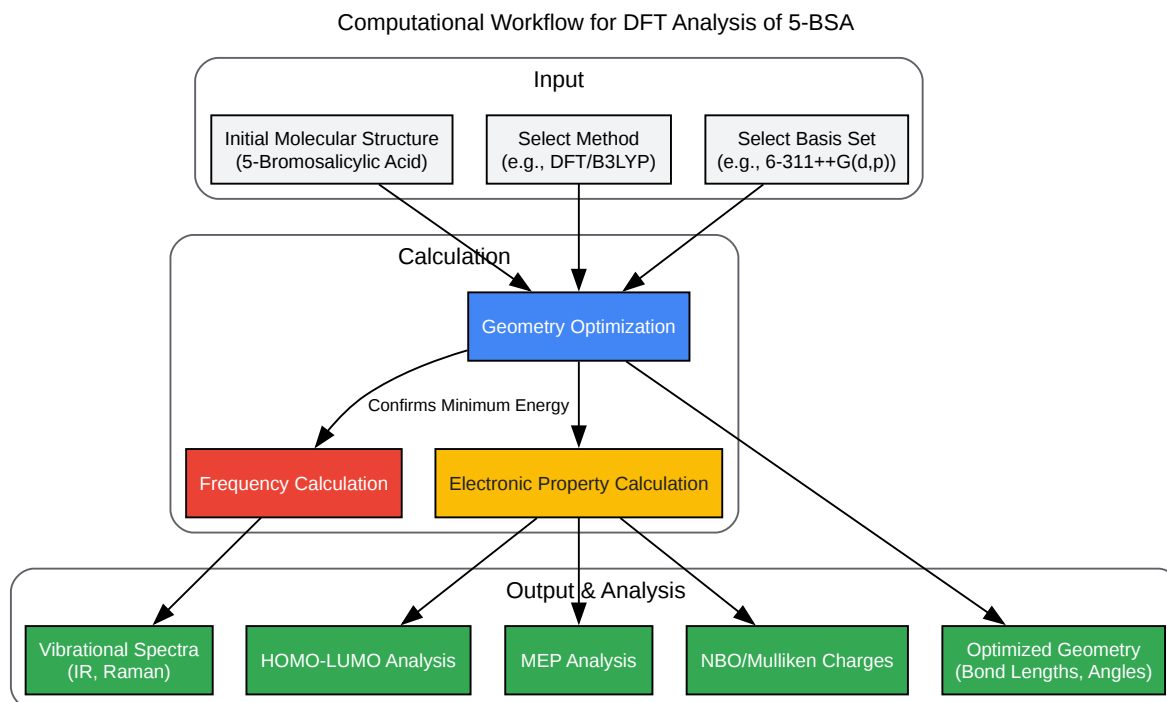 Computational Workflow for DFT Analysis of 5-BSA
Input
Initial Molecular Structure
(5-Bromosalicylic Acid)
Select Method
(e.g., DFT/B3LYP)
Select Basis Set
(e.g., 6-311++G(d,p))
Calculation
Geometry Optimization
Confirms Minimum Energy
Frequency Calculation
Electronic Property Calculation
Output & Analysis
Vibrational Spectra
(IR, Raman)
HOMO-LUMO Analysis
MEP Analysis
NBO/Mulliken Charges
Optimized Geometry
(Bond Lengths, Angles)